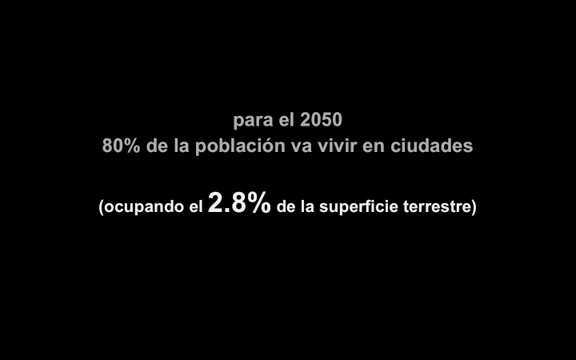 para el 2050
80% de la población va vivir en ciudades
(ocupando el 2.8% de la superficie terrestre)